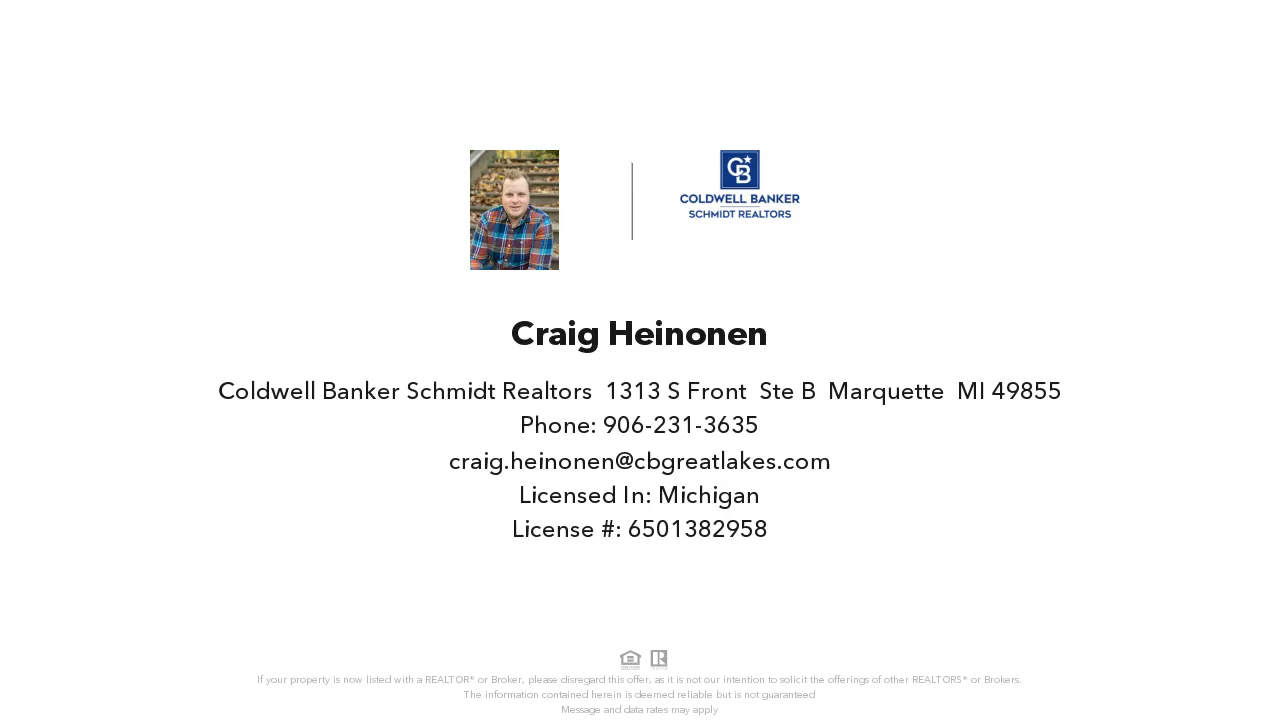 CB
COLDWELL BANKER
SCHMIDT REALTORS
Craig Heinonen
Coldwell Banker Schmidt Realtors  1313 S Front  Ste B  Marquette  MI 49855
Phone: 906-231-3635
craig.heinonen@cbgreatlakes.com
Licensed In: Michigan
License #: 6501382958
If your property is now listed with a REALTOR® or Broker, please disregard this offer, as it is not our intention to solicit the offerings of other REALTORS® or Brokers.
The information contained herein is deemed reliable but is not guaranteed
Message and data rates may apply